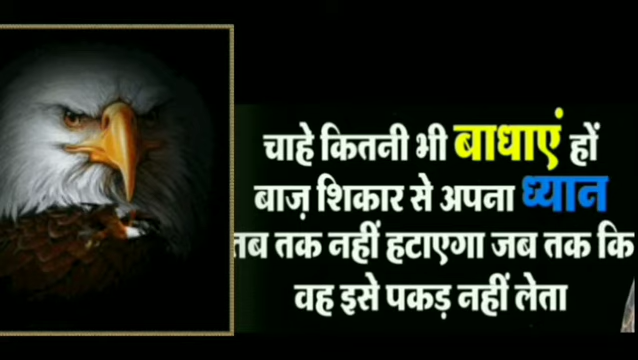 चाहे कितनी भी बाधाएं हों
बाज़ शिकार से अपना ध्यान
तब तक नहीं हटाएगा जब तक कि
वह इसे पकड़ नहीं लेता